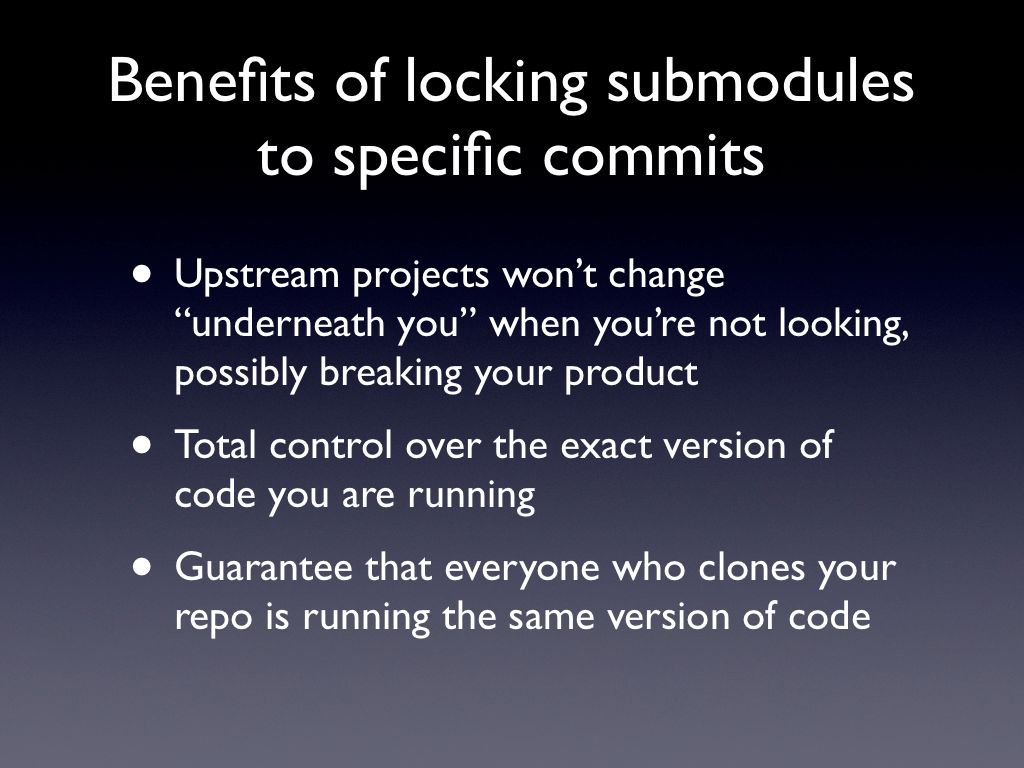 Benefits of locking submodules
to specific commits
• Upstream projects won’t change
“underneath you” when you’re not looking,
possibly breaking your product
• Total control over the exact version of
code you are running
• Guarantee that everyone who clones your
repo is running the same version of code